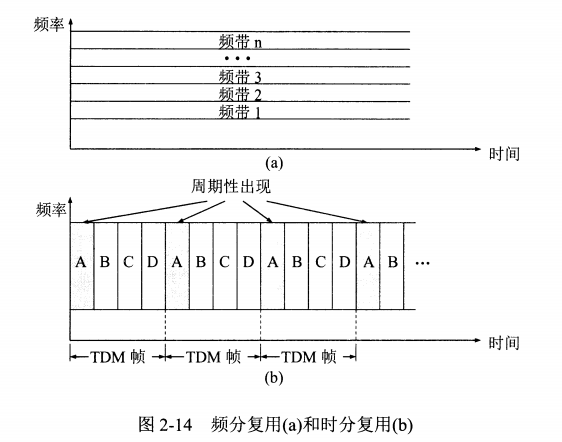 频率
频带 n
•••
频带 3
频带 2
频带 1
时间
(a)
周期性出现
频率
A B C D A B C D A B C D A B ...
时间
TDM 帧 TDM 帧 TDM 帧
(b)
图 2-14 频分复用(a)和时分复用(b)